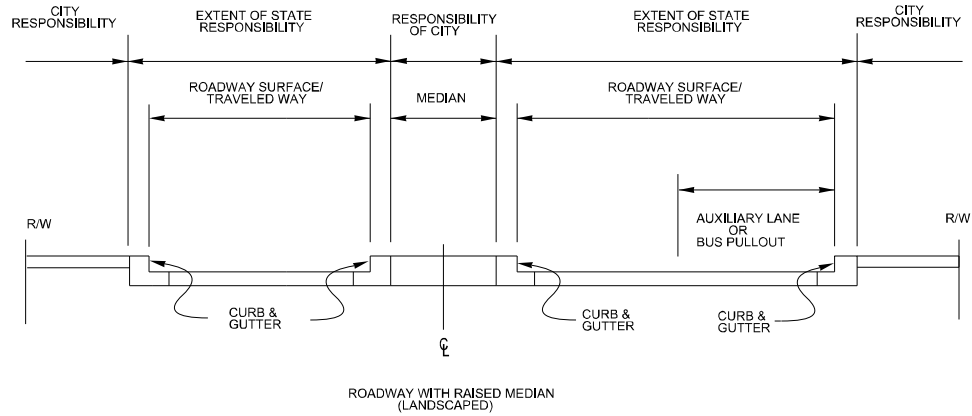 CITY
RESPONSIBILITY
EXTENT OF STATE
RESPONSIBILITY
RESPONSIBILITY
OF CITY
EXTENT OF STATE
RESPONSIBILITY
CITY
RESPONSIBILITY
ROADWAY SURFACE/
TRAVELED WAY
MEDIAN
ROADWAY SURFACE/
TRAVELED WAY
R/W
AUXILIARY LANE
OR
BUS PULLOUT
R/W
CURB &
GUTTER
CURB &
GUTTER
CURB &
GUTTER
CL
ROADWAY WITH RAISED MEDIAN
(LANDSCAPED)